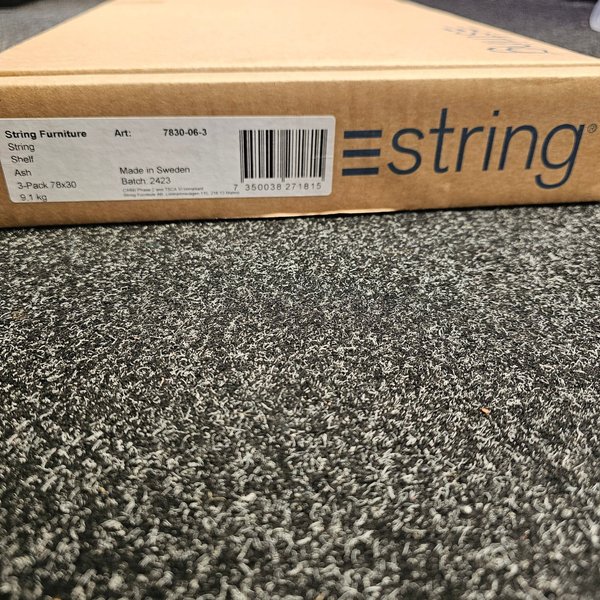 String Furniture Art: 7830-06-3
String
Shelf
Ash
3-Pack 78x30
9.1 kg
Made in Sweden
Batch: 2423
7 350038 271815
string®